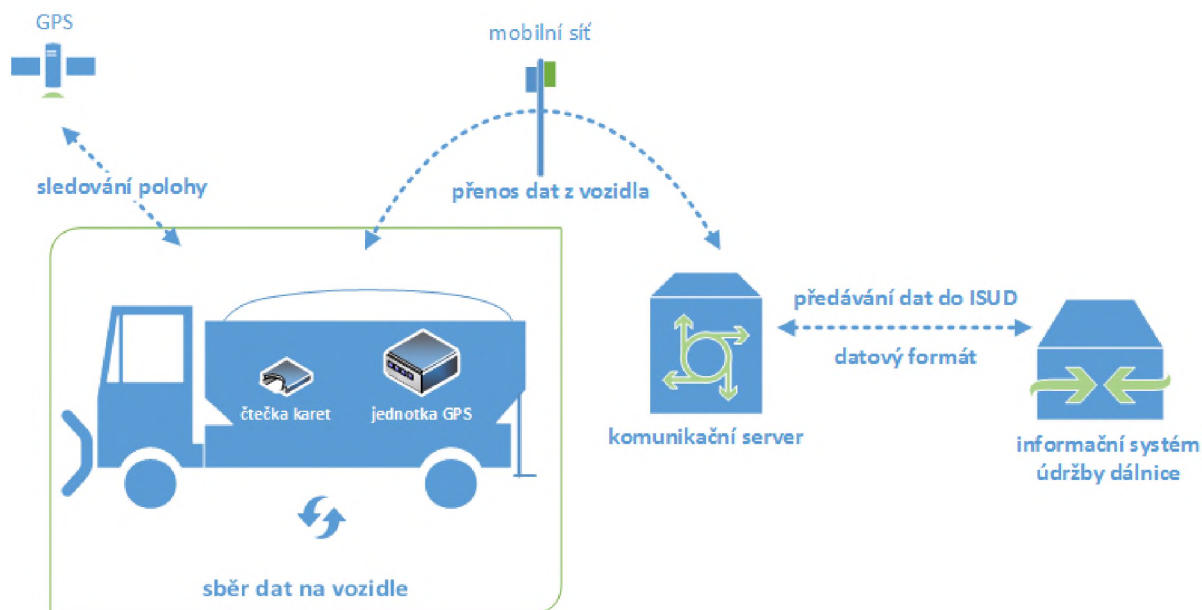 GPS
mobilní síť
sledování polohy
přenos dat z vozidla
předávání dat do ISUD
datový formát
čtečka karet
jednotka GPS
komunikační server
informační systém
údržby dálnice
sběr dat na vozidle